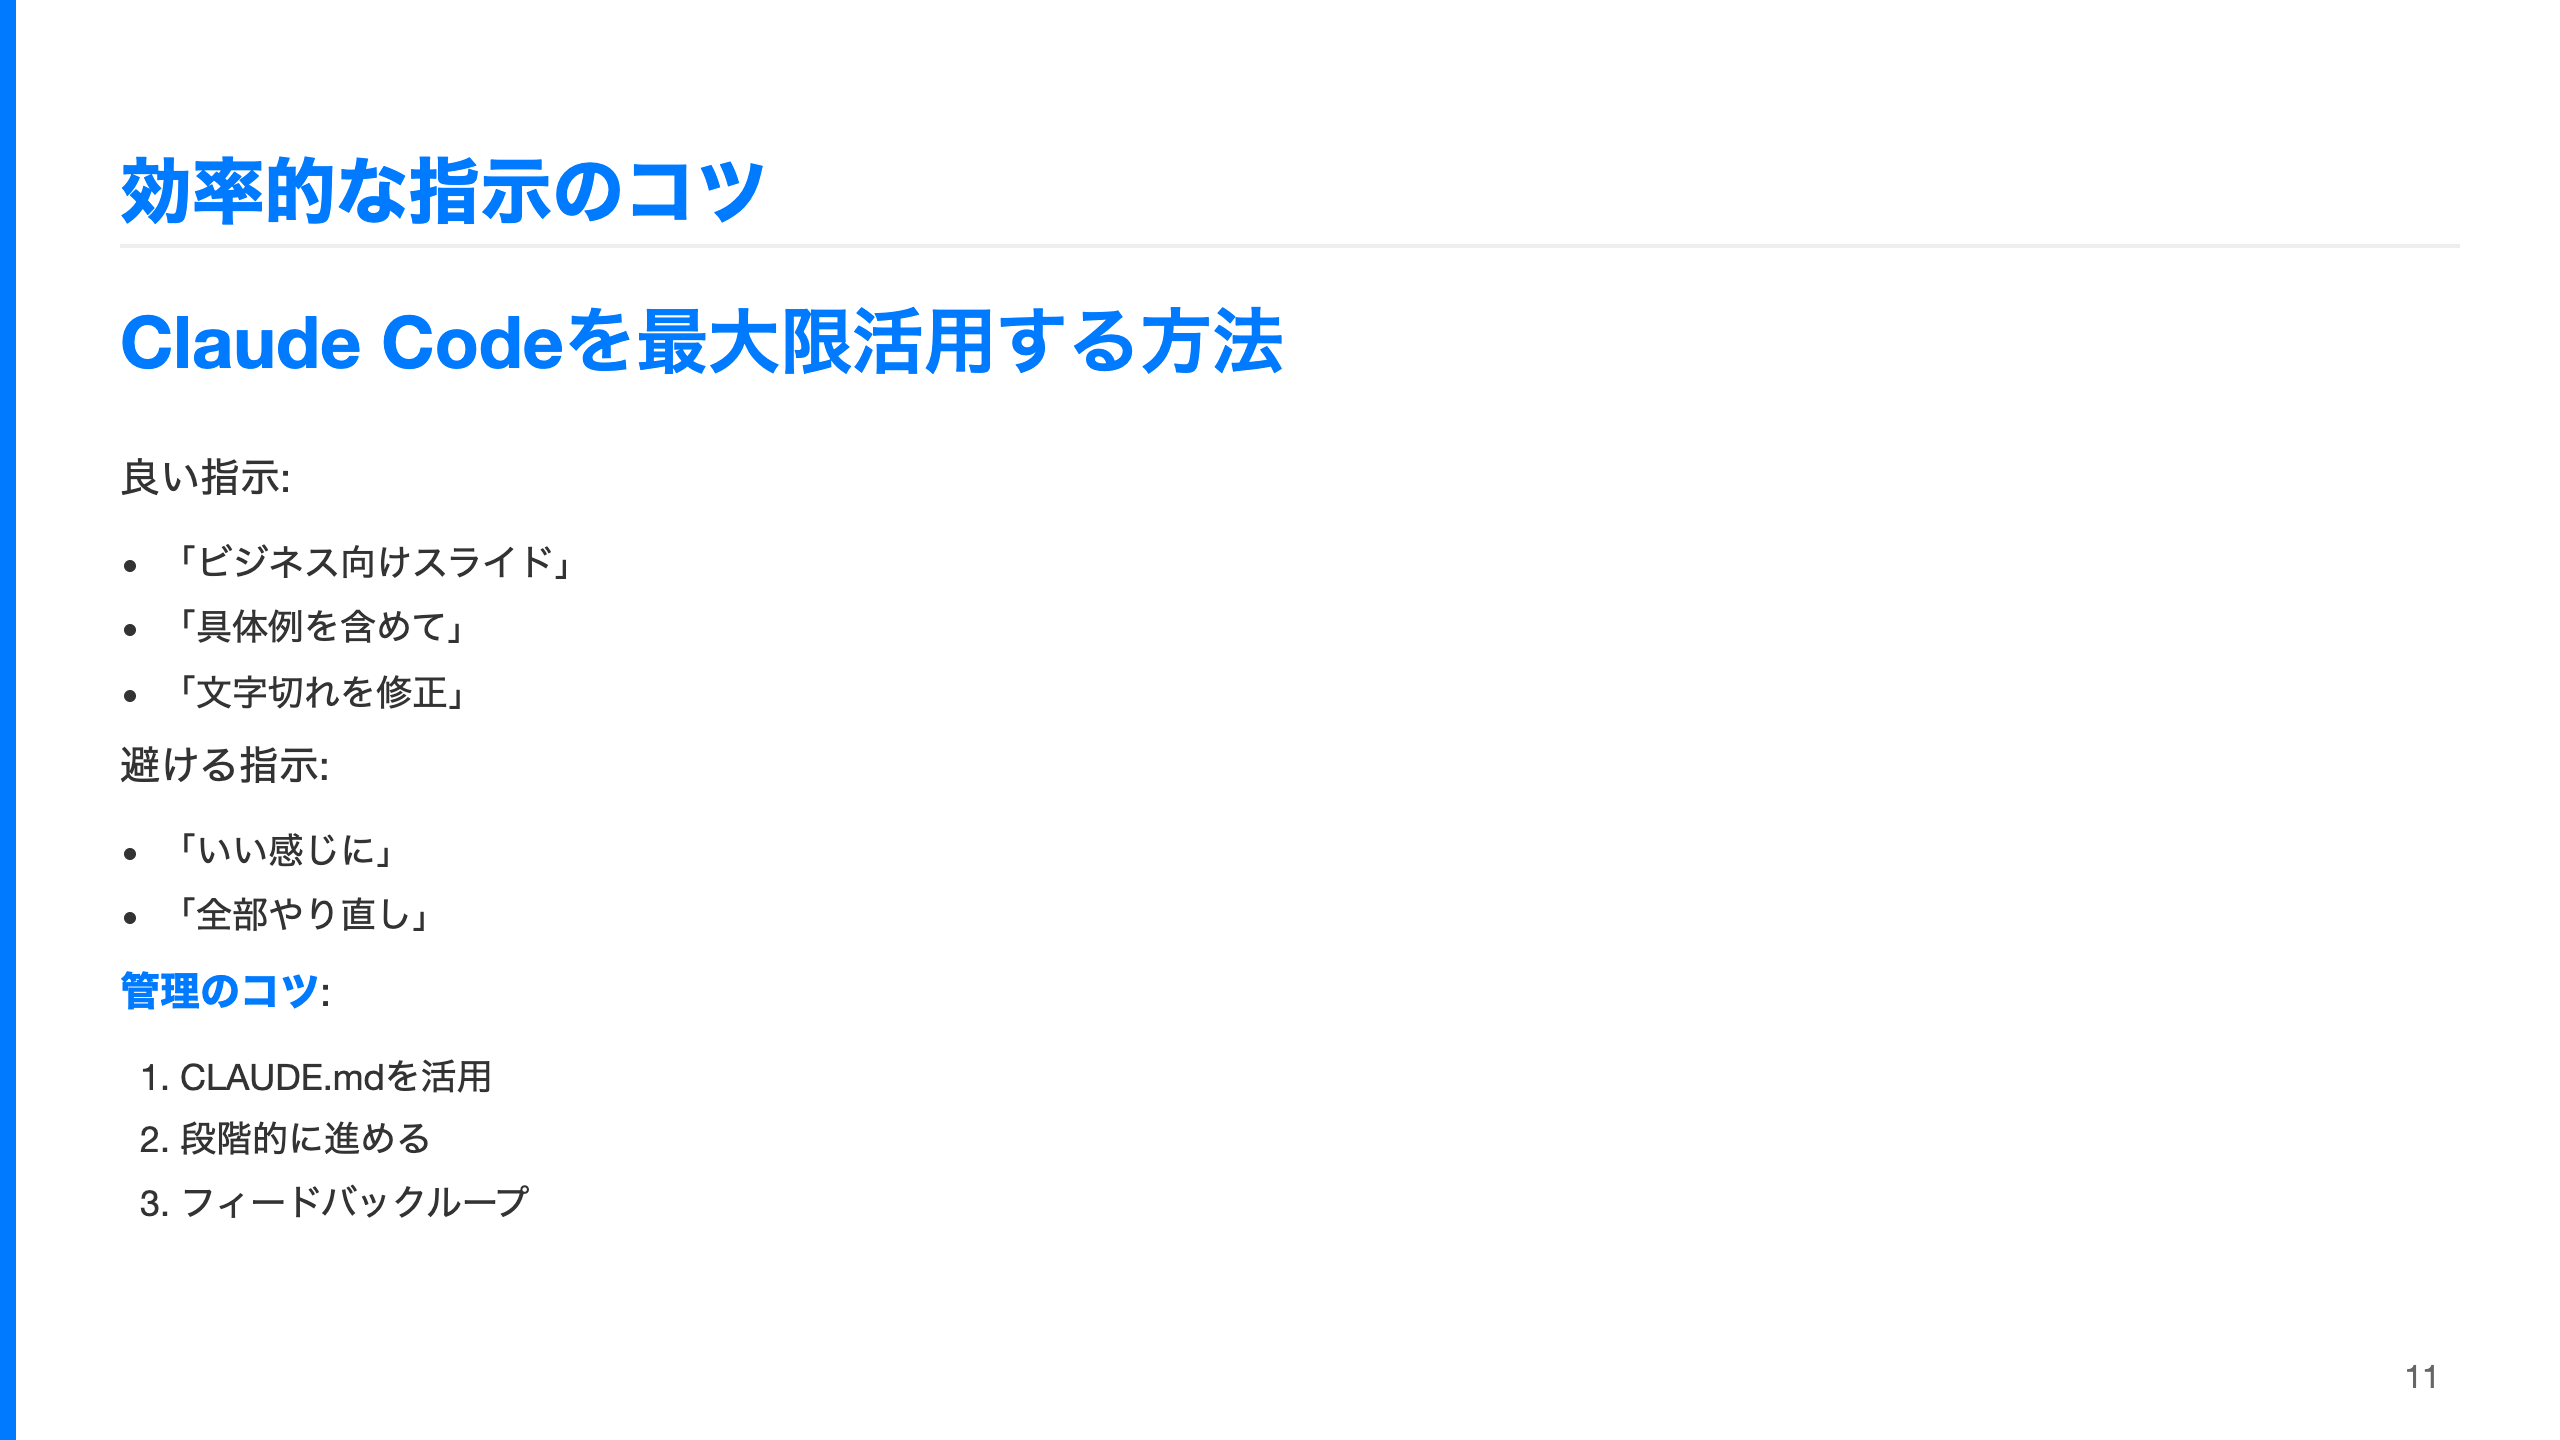 効率的な指示のコツ
Claude Codeを最大限活用する方法
良い指示:
• 「ビジネス向けスライド」
• 「具体例を含めて」
• 「文字切れを修正」
避ける指示:
• 「いい感じに」
• 「全部やり直し」
管理のコツ:
1. CLAUDE.mdを活用
2. 段階的に進める
3. フィードバックループ
11